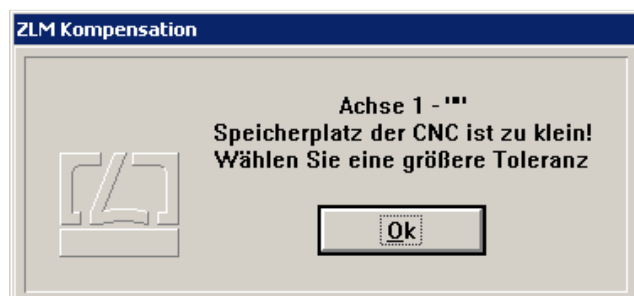 ZLM Kompensation
Achse 1 - ""
Speicherplatz der CNC ist zu klein!
Wählen Sie eine größere Toleranz
Ok